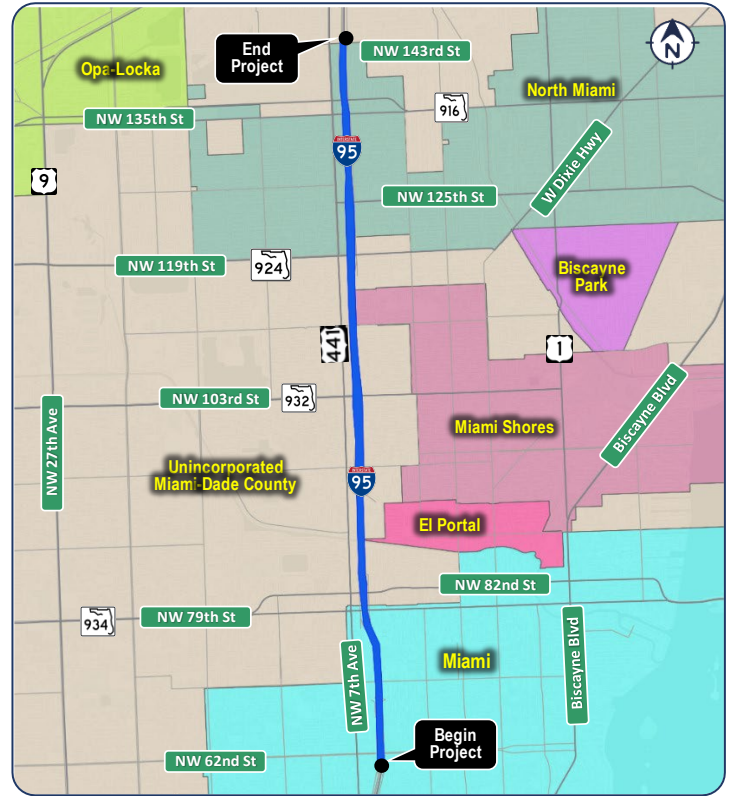 End
Project
NW 143rd St
N
Opa-Locka
North Miami
916
NW 135th St
INTERSTATE
95
W Dixie Hwy
9
NW 125th St
NW 119th St
924
Biscayne
Park
441
1
NW 103rd St
932
Biscayne Blvd
NW 27th Ave
Miami Shores
Unincorporated
Miami-Dade County
INTERSTATE
95
El Portal
NW 82nd St
934
NW 79th St
NW 7th Ave
Miami
Biscayne Blvd
Begin
Project
NW 62nd St